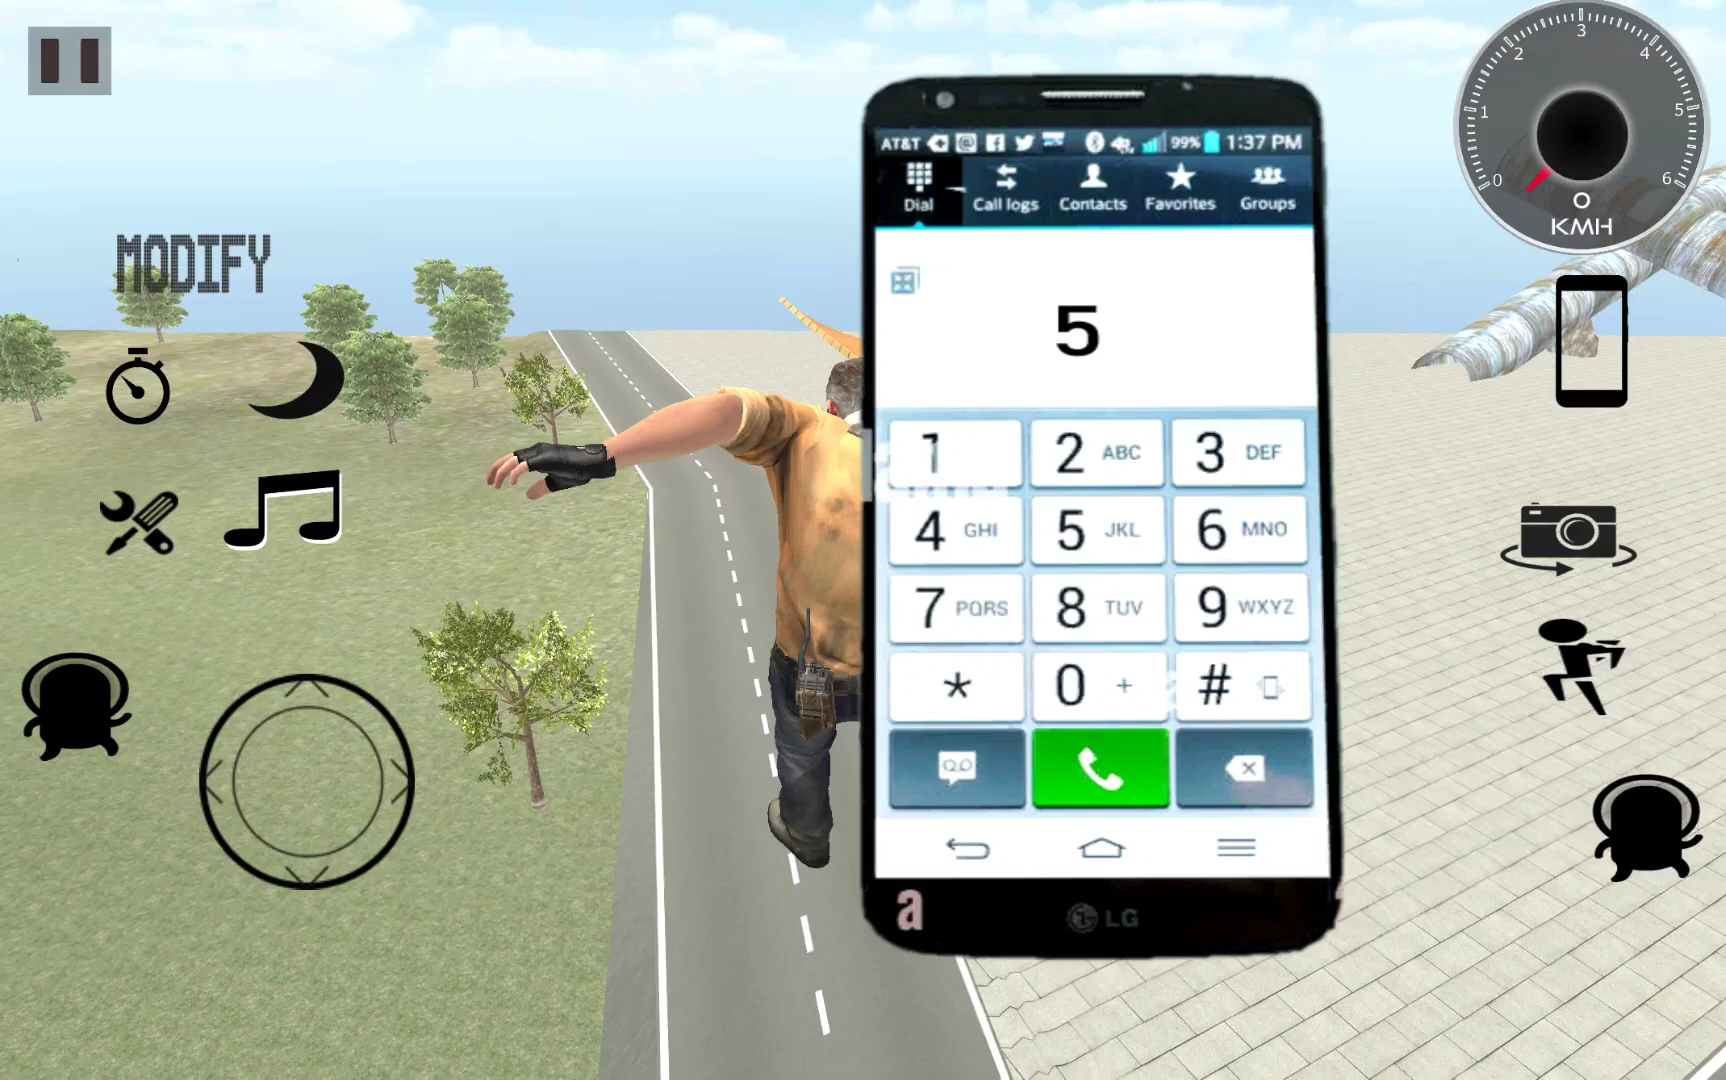 MODIFY
AT&T 99% 1:37 PM
Dial Call logs Contacts Favorites Groups
5
1 2 ABC 3 DEF
4 GHI 5 JKL 6 MNO
7 PQRS 8 TUV 9 WXYZ
* 0 + #
a LG
0 1 2 3 4 5 6
0
KMH